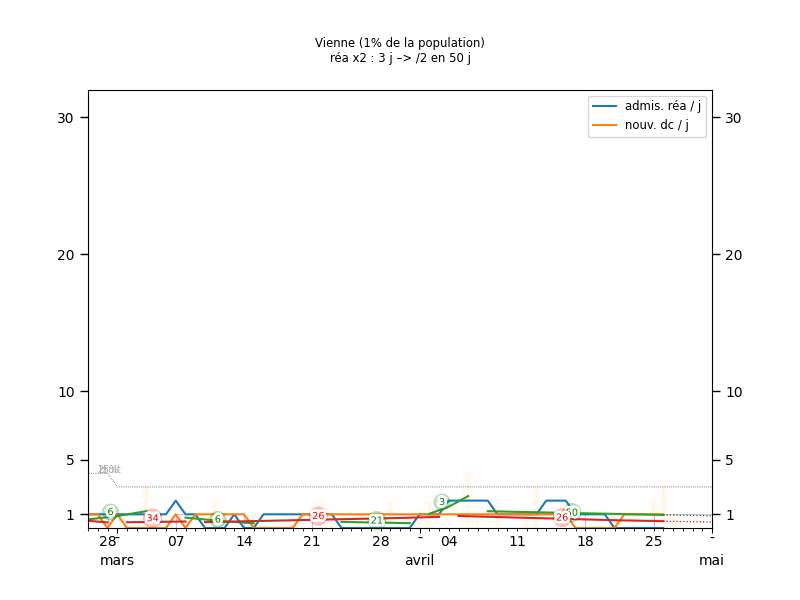 Vienne (1% de la population)
réa x2 : 3 j –> /2 en 50 j
admis. réa / j
nouv. dc / j
30 30
20 20
10 10
5 5
1 1
6 34 6 26 21 3 26 50
28 - 07 14 21 28 - 04 11 18 25 -
mars avril mai